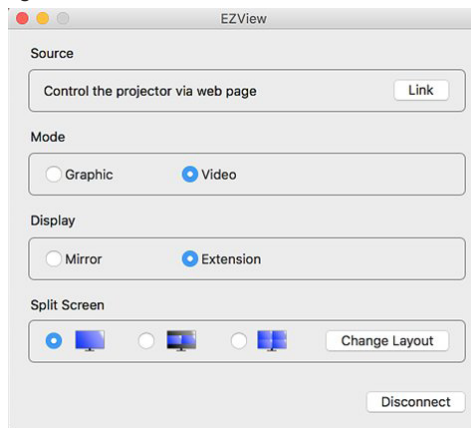 EZView
Source
Control the projector via web page Link
Mode
Graphic Video
Display
Mirror Extension
Split Screen
Change Layout
Disconnect